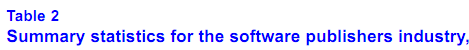 Table 2
Summary statistics for the software publishers industry,